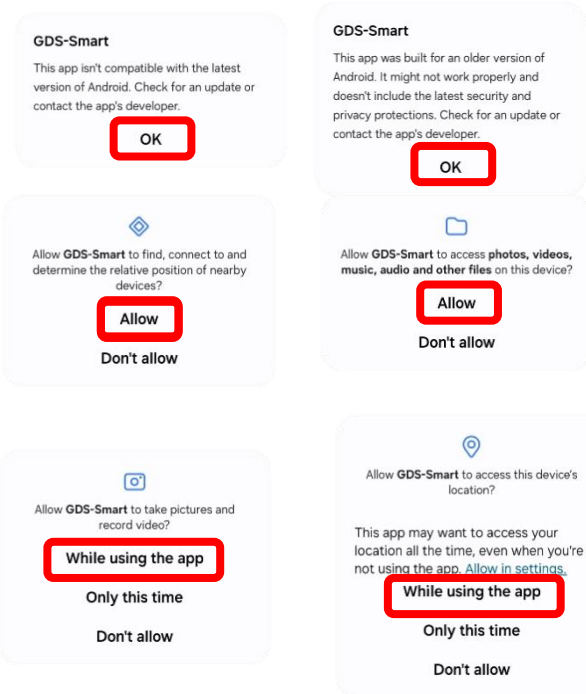 GDS-Smart
This app isn't compatible with the latest
version of Android. Check for an update or
contact the app's developer.
OK
GDS-Smart
This app was built for an older version of
Android. It might not work properly and
doesn't include the latest security and
privacy protections. Check for an update or
contact the app's developer.
OK
Allow GDS-Smart to find, connect to and
determine the relative position of nearby
devices?
Allow
Don't allow
Allow GDS-Smart to access photos, videos,
music, audio and other files on this device?
Allow
Don't allow
Allow GDS-Smart to take pictures and
record video?
While using the app
Only this time
Don't allow
Allow GDS-Smart to access this device's
location?
This app may want to access your
location all the time, even when you're
not using the app. Allow in settings.
While using the app
Only this time
Don't allow